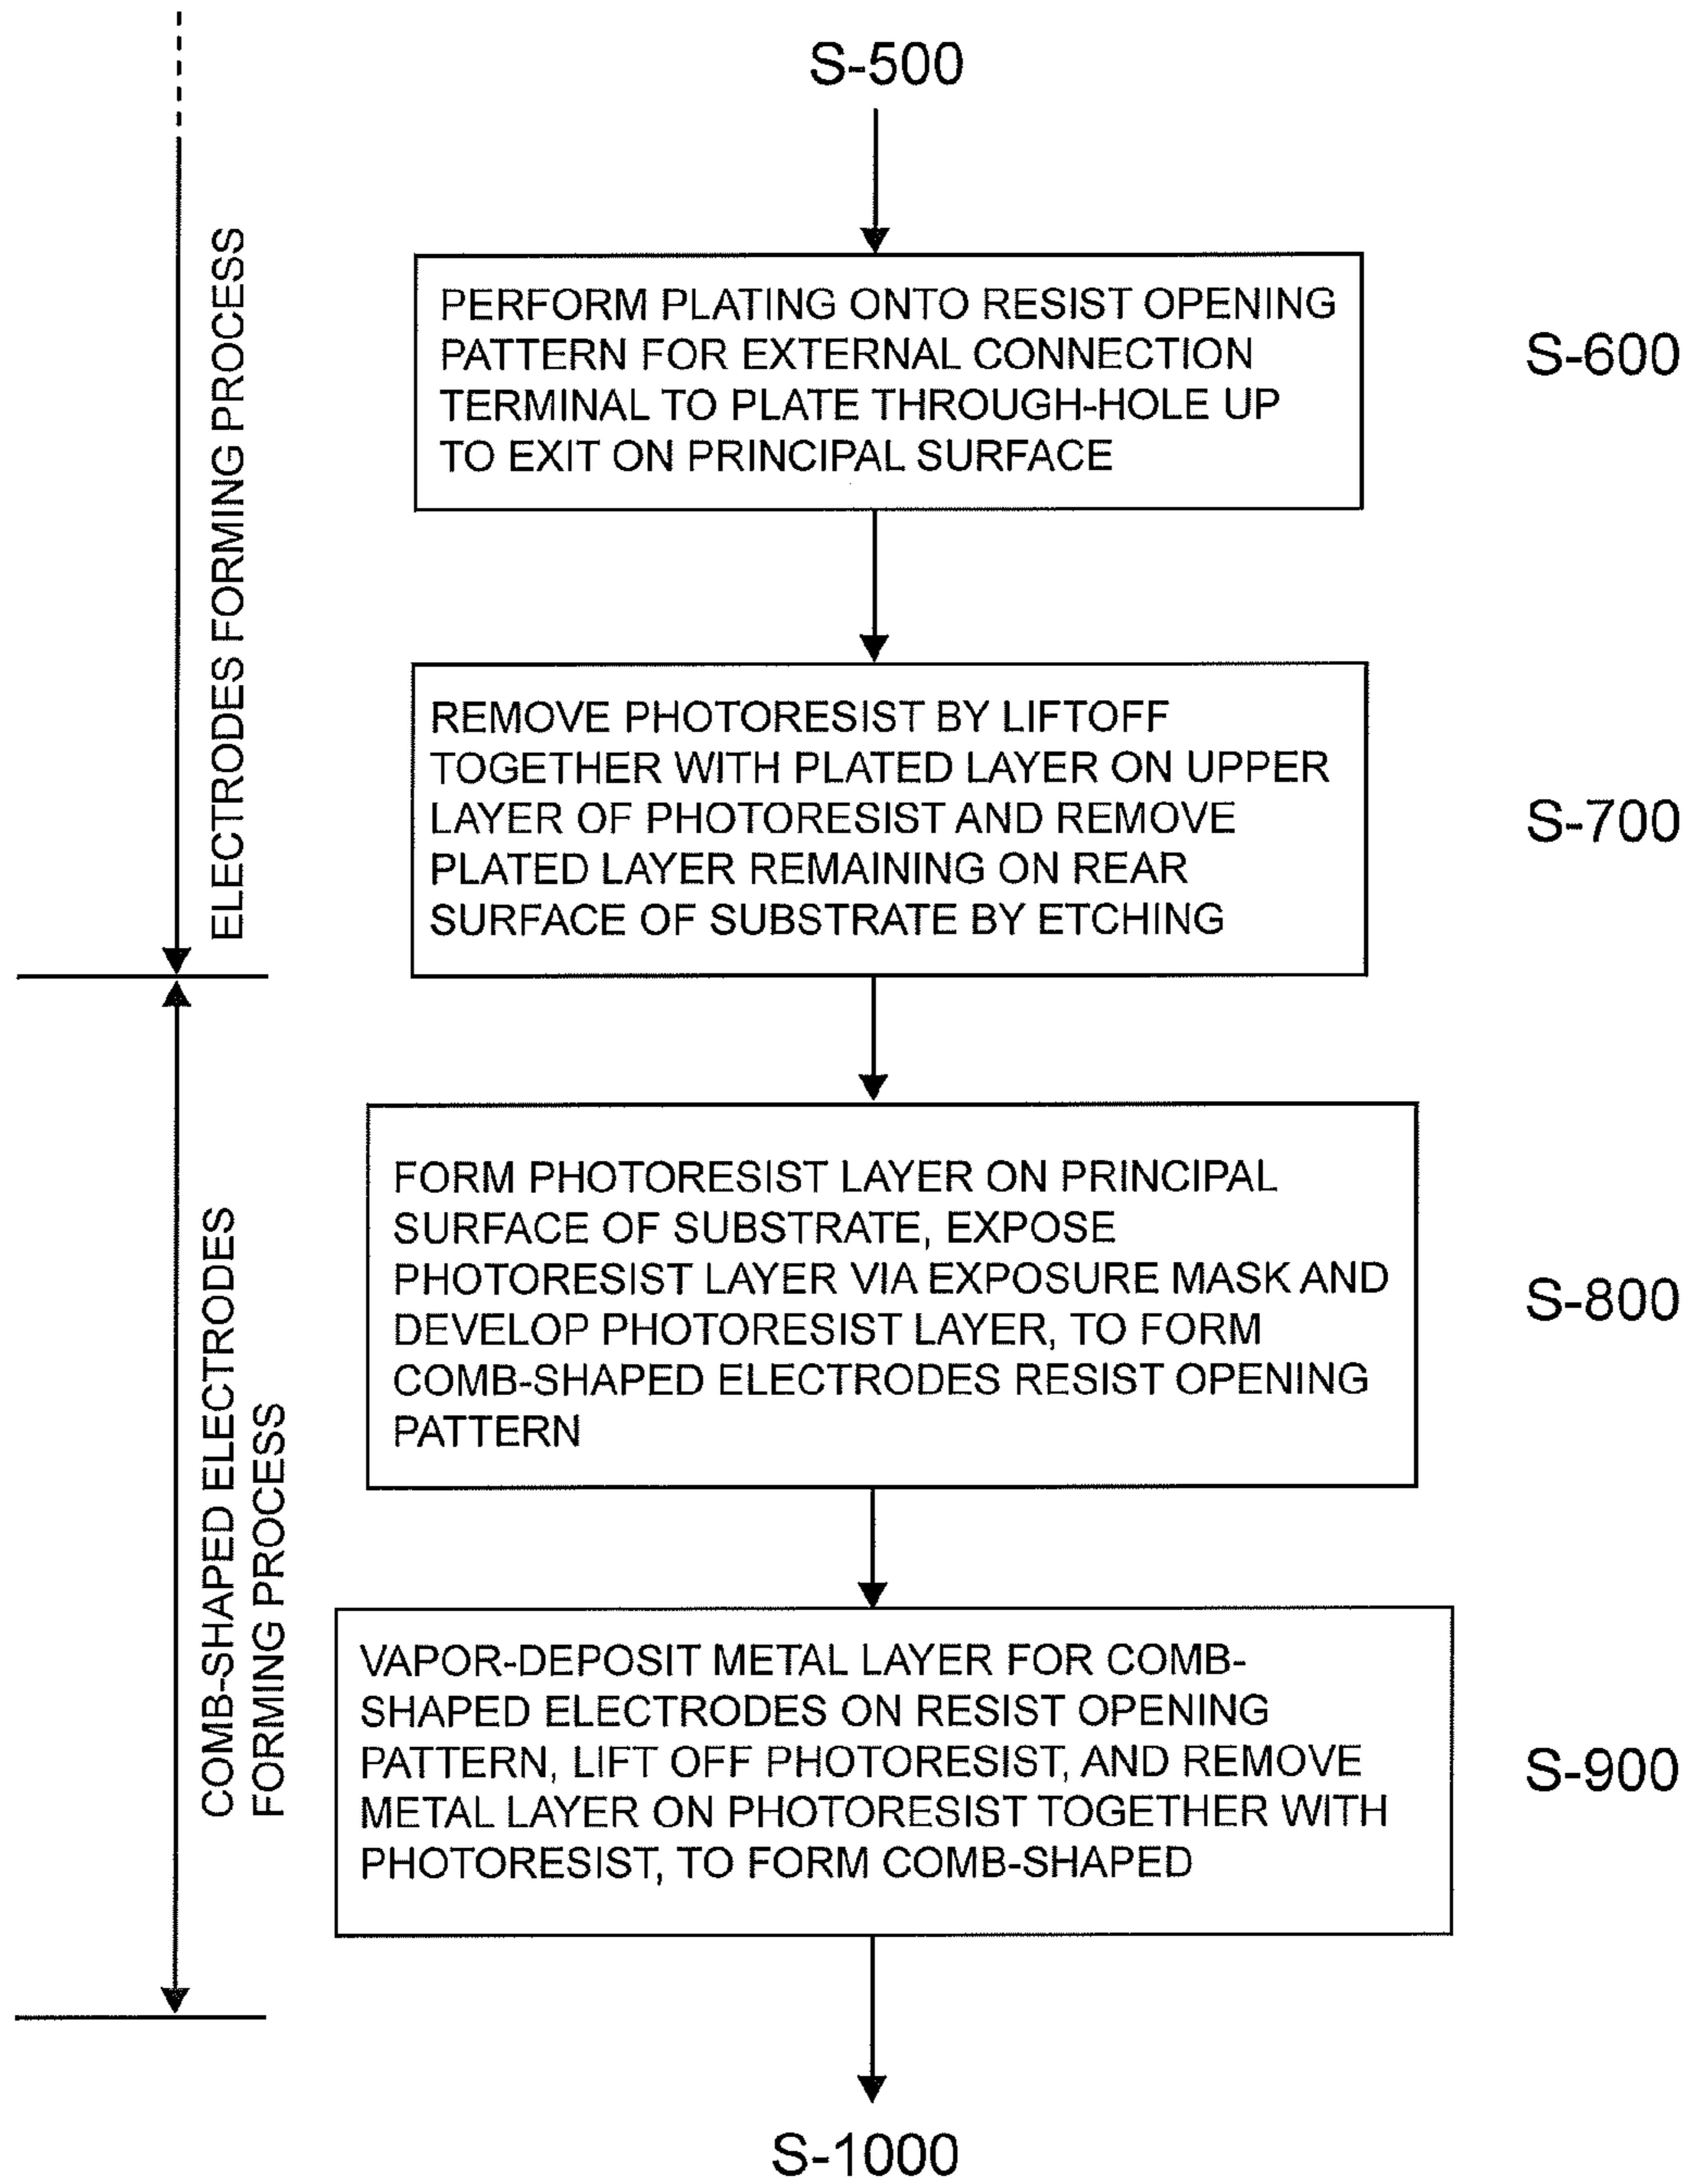 S-500
ELECTRODES FORMING PROCESS
PERFORM PLATING ONTO RESIST OPENING
PATTERN FOR EXTERNAL CONNECTION
TERMINAL TO PLATE THROUGH-HOLE UP
TO EXIT ON PRINCIPAL SURFACE
S-600
REMOVE PHOTORESIST BY LIFTOFF
TOGETHER WITH PLATED LAYER ON UPPER
LAYER OF PHOTORESIST AND REMOVE
PLATED LAYER REMAINING ON REAR
SURFACE OF SUBSTRATE BY ETCHING
S-700
COMB-SHAPED ELECTRODES
FORMING PROCESS
FORM PHOTORESIST LAYER ON PRINCIPAL
SURFACE OF SUBSTRATE, EXPOSE
PHOTORESIST LAYER VIA EXPOSURE MASK AND
DEVELOP PHOTORESIST LAYER, TO FORM
COMB-SHAPED ELECTRODES RESIST OPENING
PATTERN
S-800
VAPOR-DEPOSIT METAL LAYER FOR COMB-
SHAPED ELECTRODES ON RESIST OPENING
PATTERN, LIFT OFF PHOTORESIST, AND REMOVE
METAL LAYER ON PHOTORESIST TOGETHER WITH
PHOTORESIST, TO FORM COMB-SHAPED
S-900
S-1000